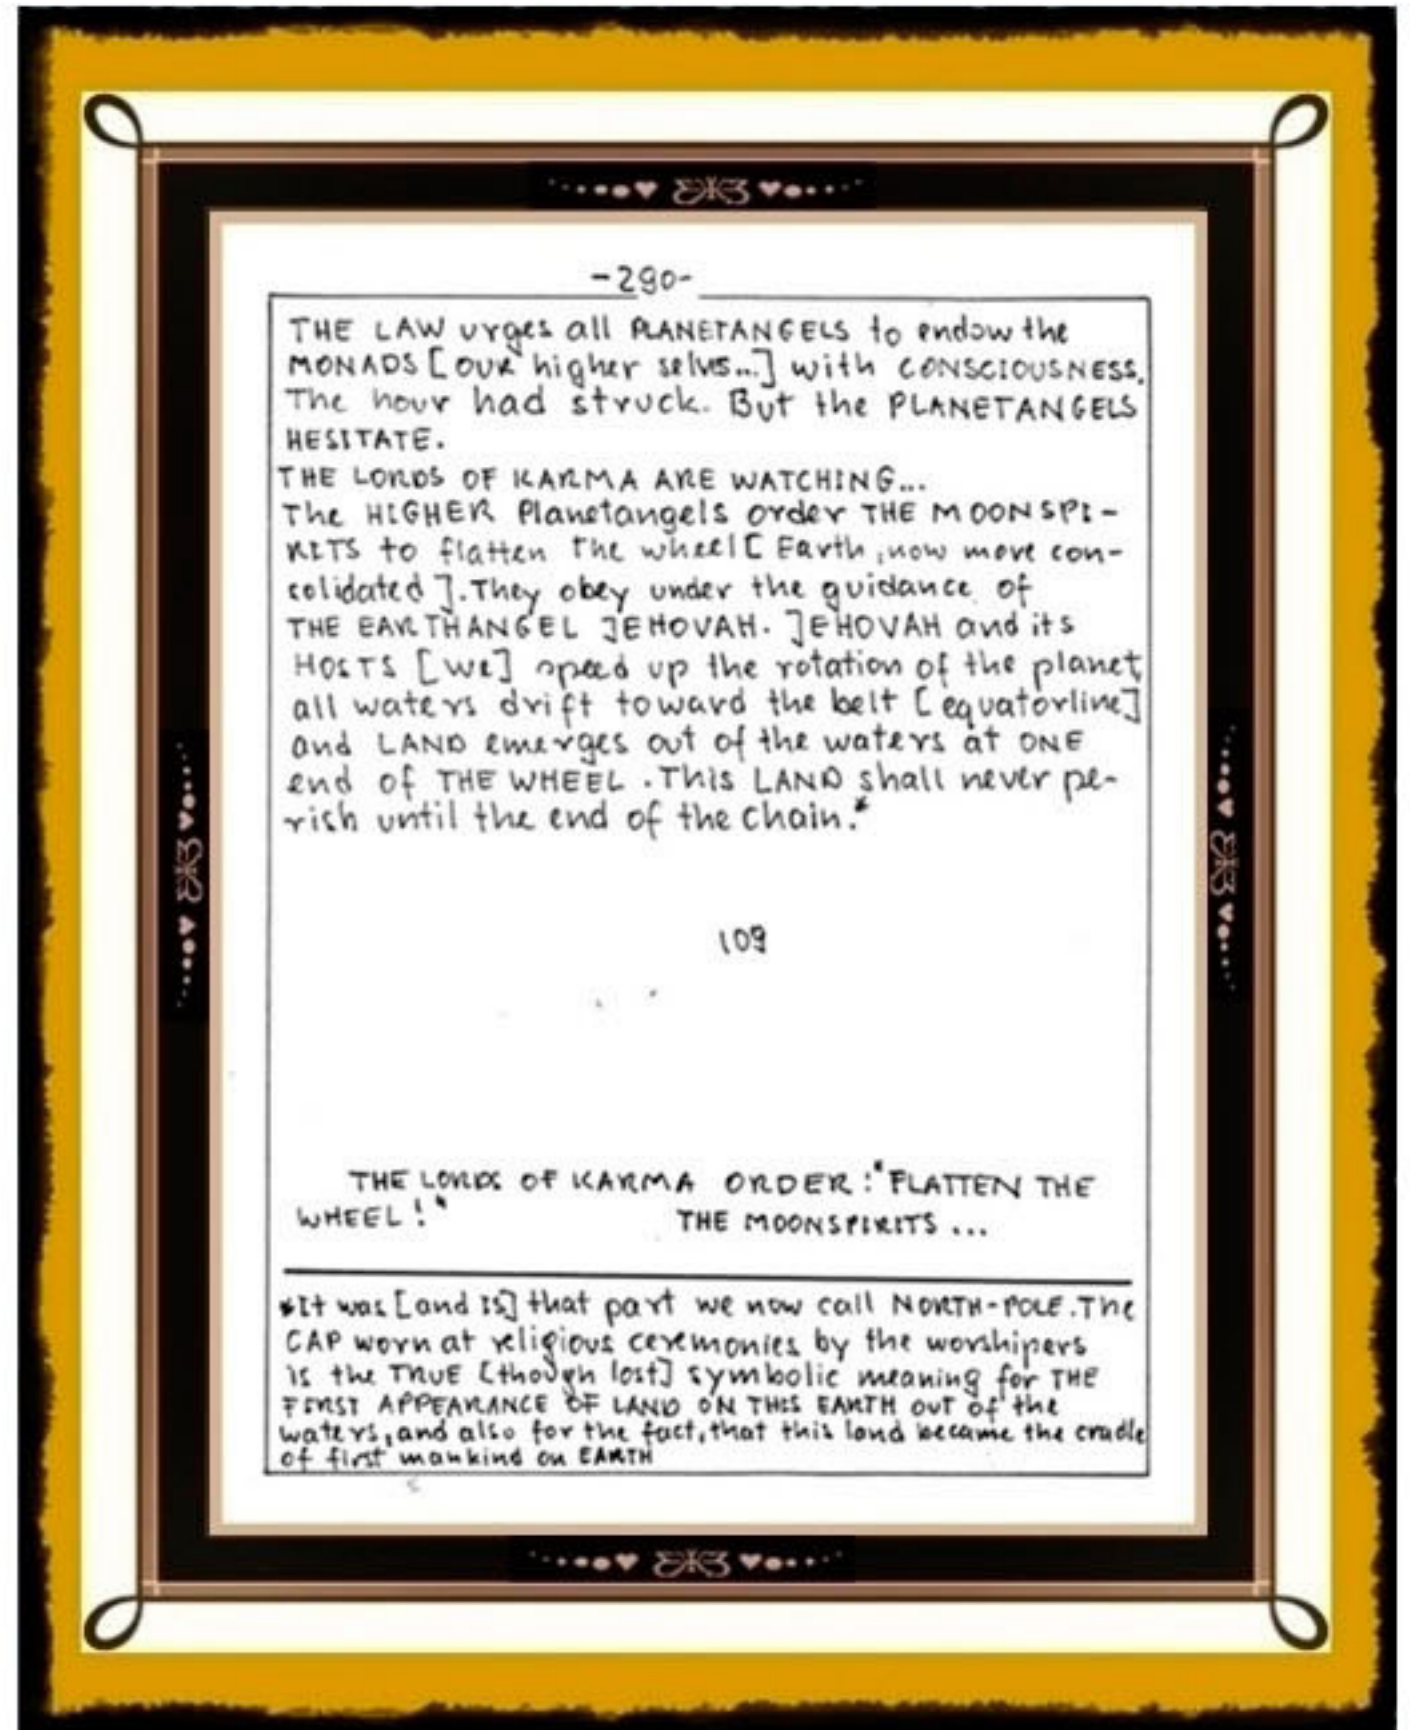 -290-
THE LAW urges all PLANETANGELS to endow the
MONADS [our higher selves...] with CONSCIOUSNESS.
The hour had struck. But the PLANETANGELS
HESITATE.
THE LORDS OF KARMA ARE WATCHING...
The HIGHER Planetangels order THE MOONSPI-
RITS to flatten the wheel [Earth, now more con-
solidated]. They obey under the guidance of
THE EARTHANGEL JEHOVAH. JEHOVAH and its
HOSTS [we] speed up the rotation of the planet
all waters drift toward the belt [equatorline]
and LAND emerges out of the waters at ONE
end of THE WHEEL. This LAND shall never pe-
rish until the end of the chain.*
109
THE LORDS OF KARMA ORDER: "FLATTEN THE
WHEEL!" THE MOONSPIRITS ...
*It was [and IS] that part we now call NORTH-POLE. The
CAP worn at religious ceremonies by the worshipers
is the TRUE [though lost] symbolic meaning for THE
FIRST APPEARANCE OF LAND ON THIS EARTH out of the
waters, and also for the fact, that this land became the cradle
of first mankind on EARTH